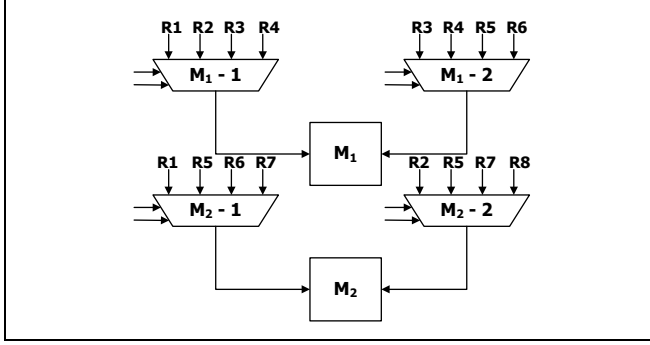 R1 R2 R3 R4 R3 R4 R5 R6
M₁ - 1 M₁ - 2
M₁
R1 R5 R6 R7 R2 R5 R7 R8
M₂ - 1 M₂ - 2
M₂